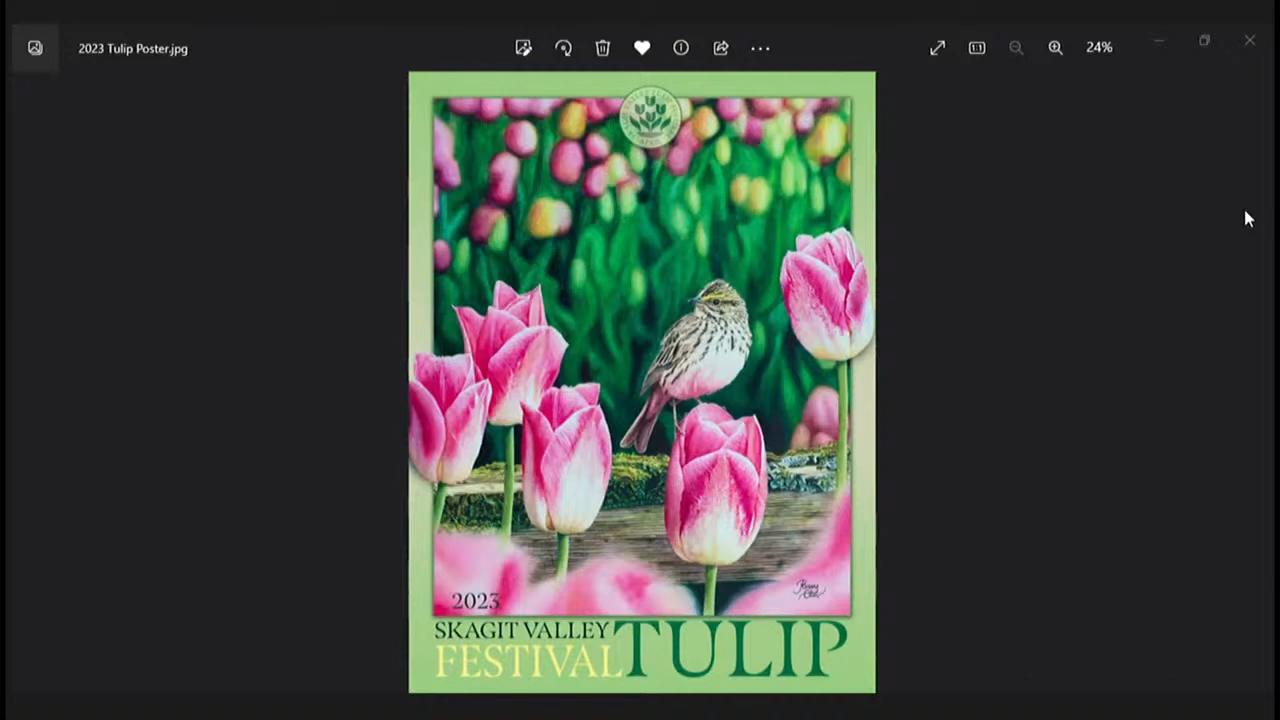 2023 Tulip Poster.jpg
24%
2023
SKAGIT VALLEY
FESTIVAL TULIP